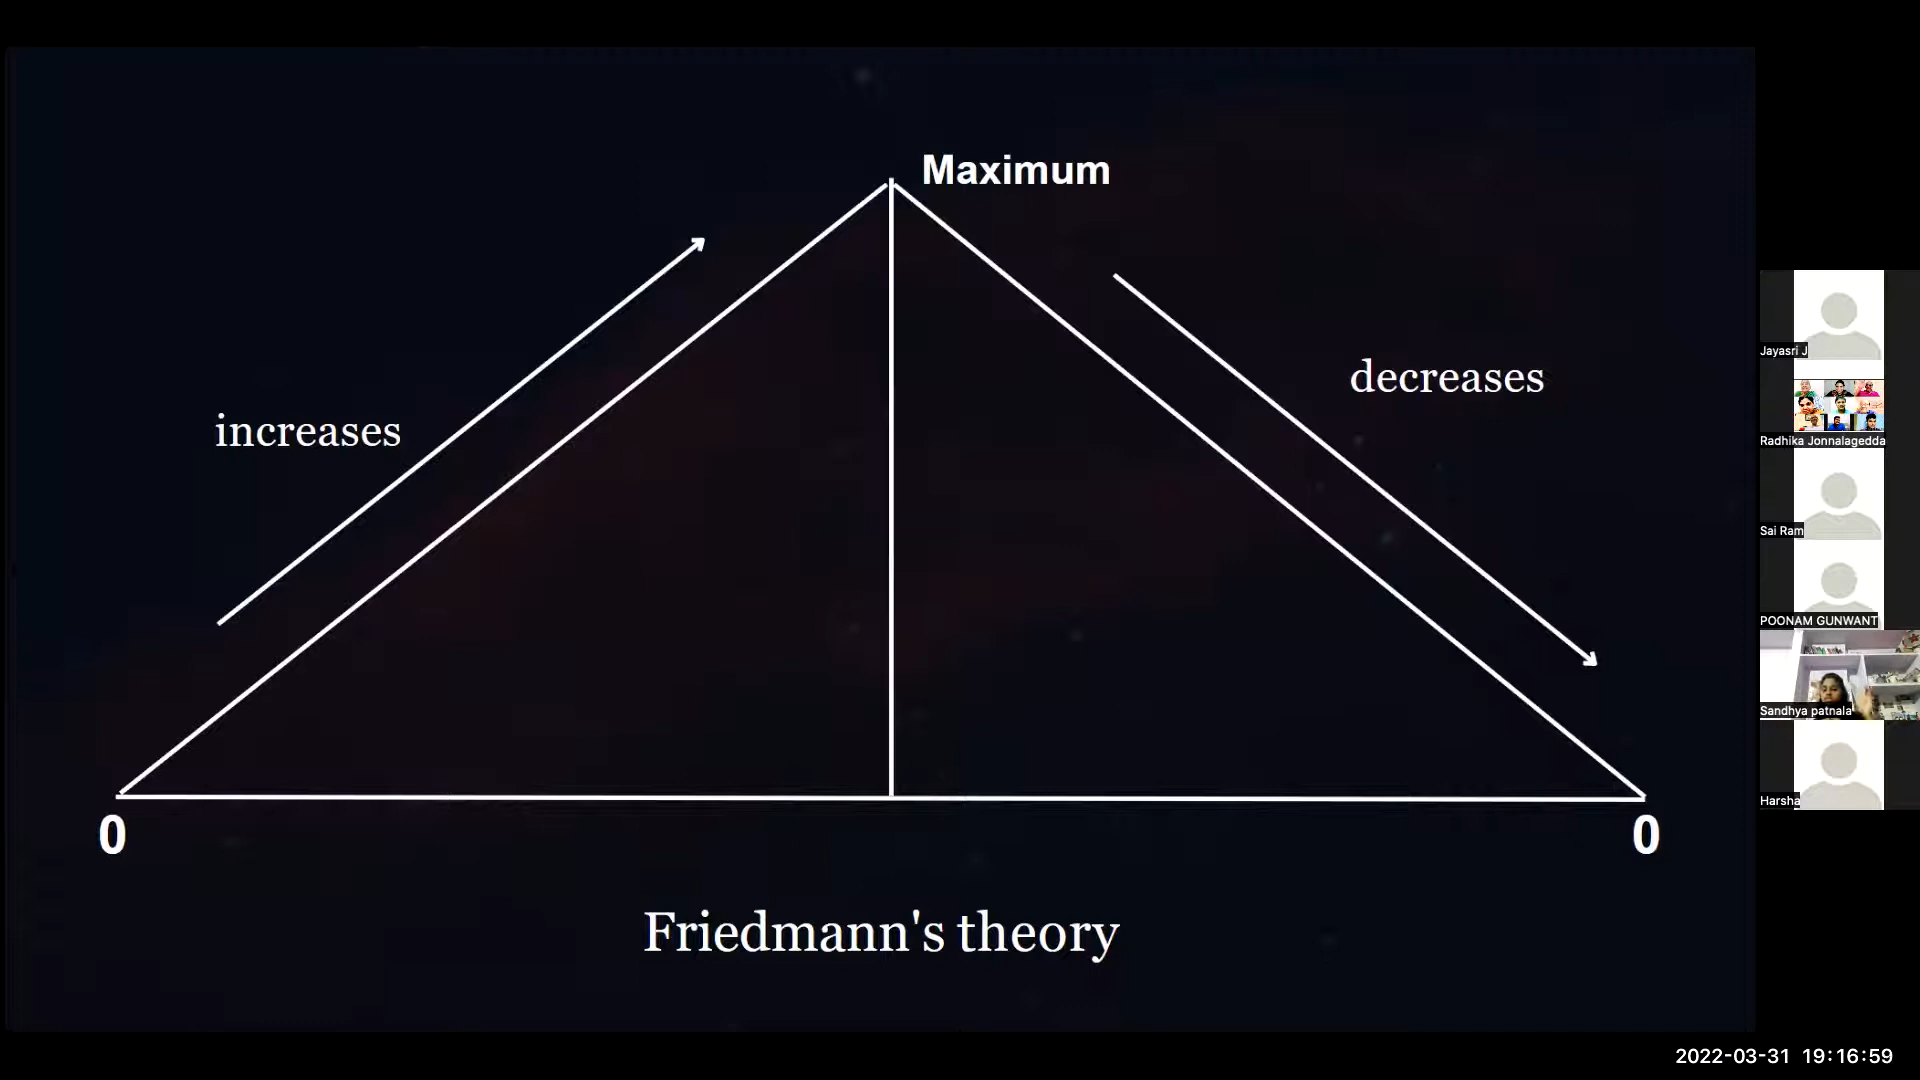 Maximum
increases
decreases
0
0
Friedmann's theory
Jayasri J
Radhika Jonnalagedda
Sai Ram
POONAM GUNWANT
Sandhya patnala
Harsha
2022-03-31 19:16:59